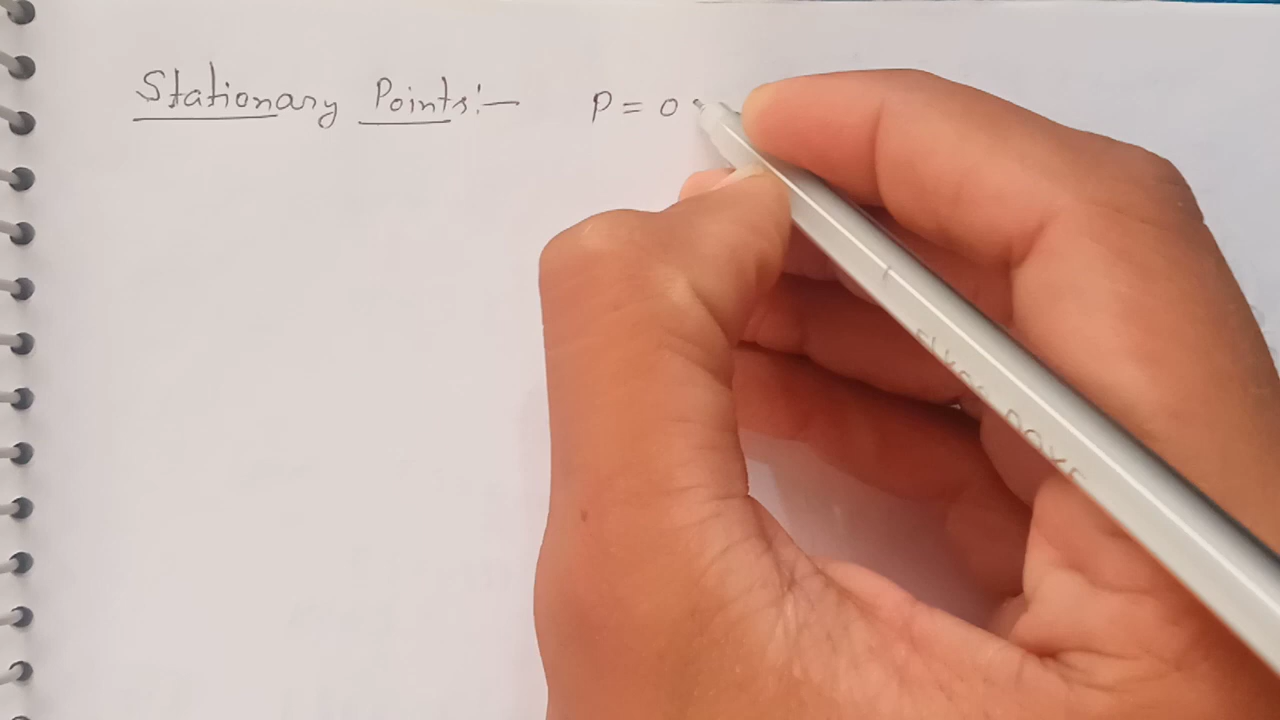 Stationary Points:- P = 0